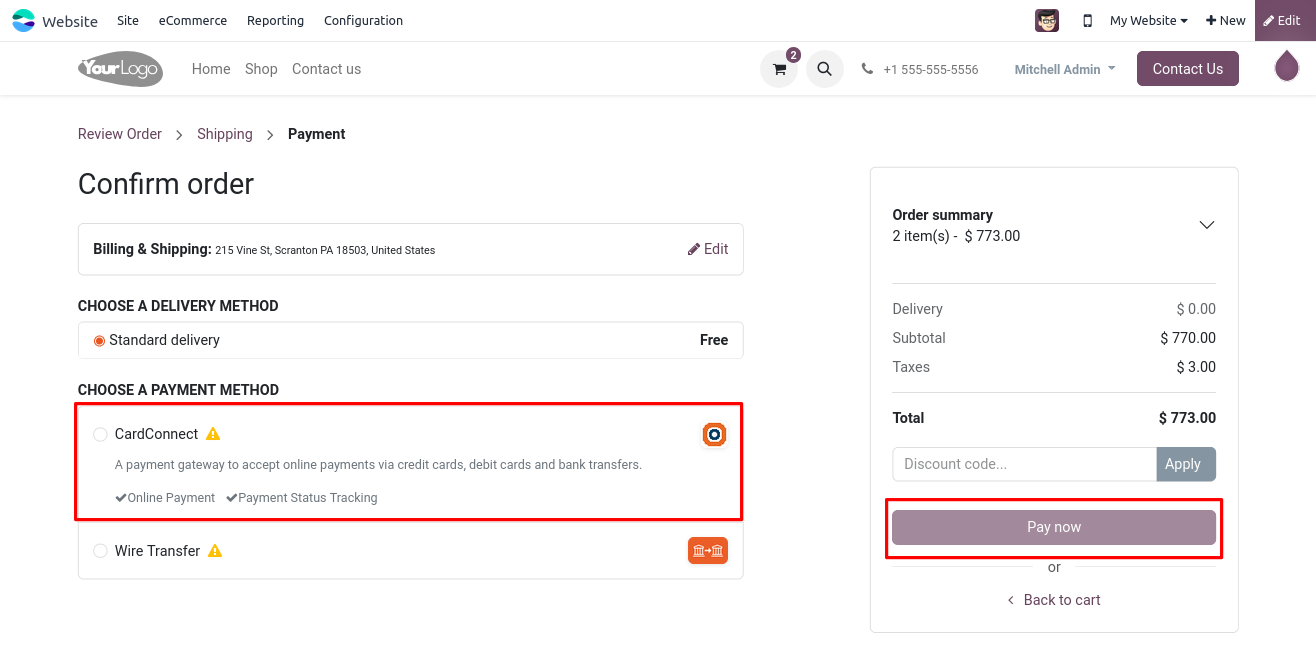 Website Site eCommerce Reporting Configuration My Website New Edit
YourLogo Home Shop Contact us 2 +1 555-555-5556 Mitchell Admin Contact Us
Review Order > Shipping > Payment
Confirm order
Billing & Shipping: 215 Vine St, Scranton PA 18503, United States Edit
CHOOSE A DELIVERY METHOD
Standard delivery Free
CHOOSE A PAYMENT METHOD
CardConnect
A payment gateway to accept online payments via credit cards, debit cards and bank transfers.
Online Payment Payment Status Tracking
Wire Transfer
Order summary
2 item(s) - $ 773.00
Delivery $ 0.00
Subtotal $ 770.00
Taxes $ 3.00
Total $ 773.00
Discount code... Apply
Pay now
or
< Back to cart